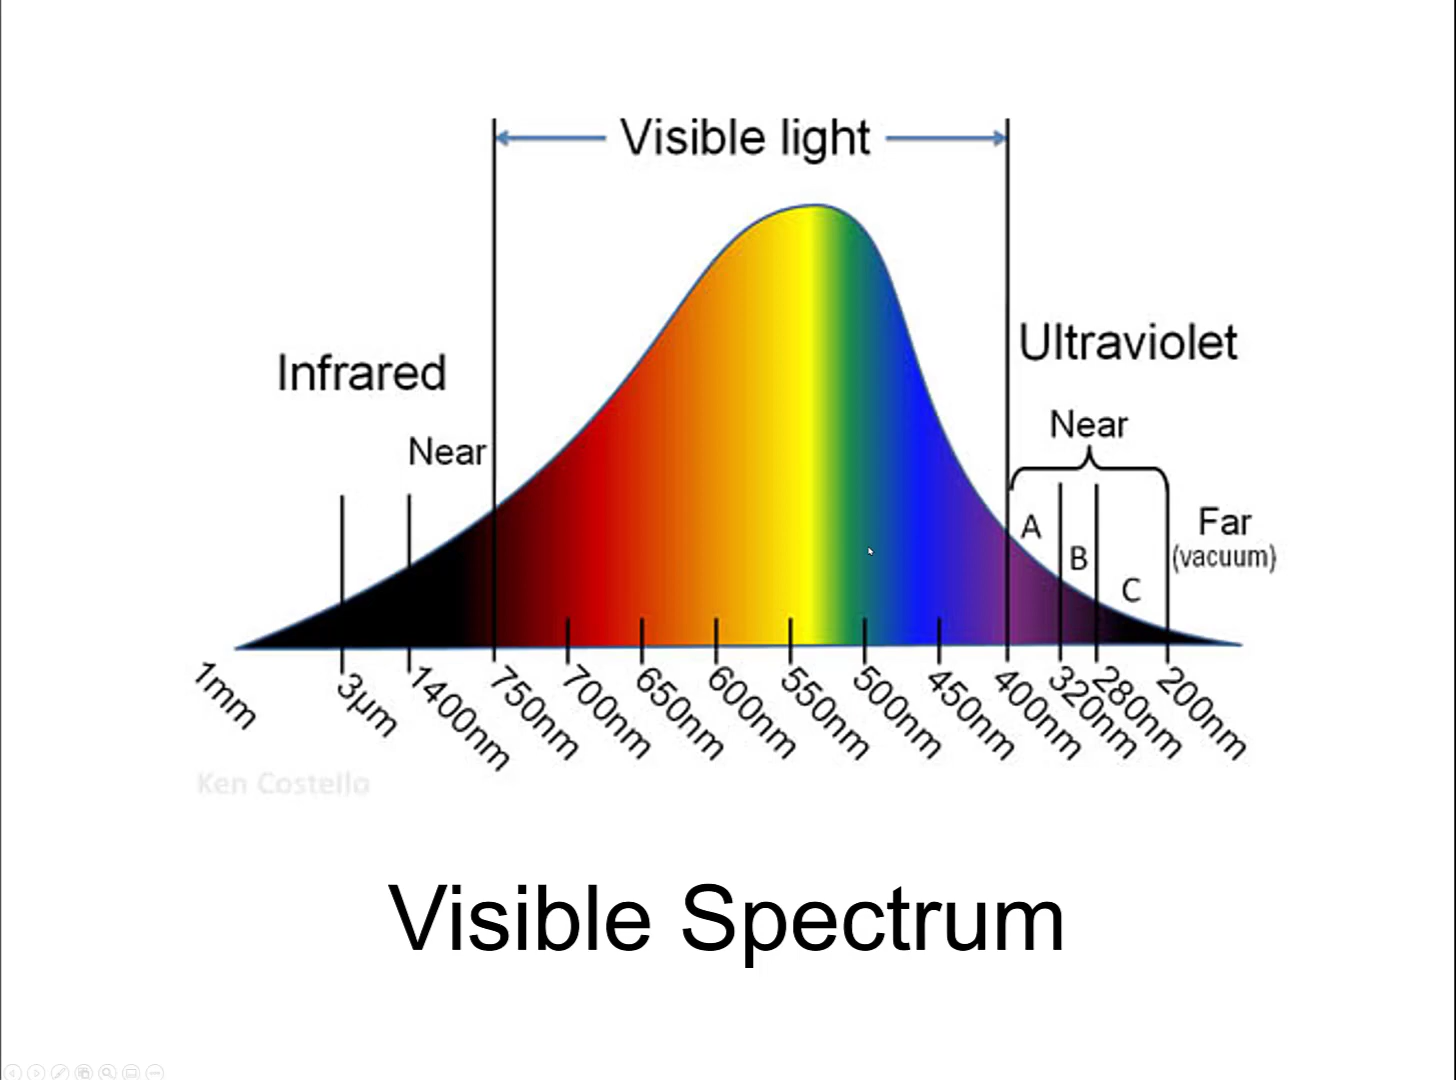 Visible light
Infrared
Ultraviolet
Near
Near
A
B
C
Far
(vacuum)
1mm
3µm
1400nm
750nm
700nm
650nm
600nm
550nm
500nm
450nm
400nm
320nm
280nm
200nm
Ken Costello
Visible Spectrum